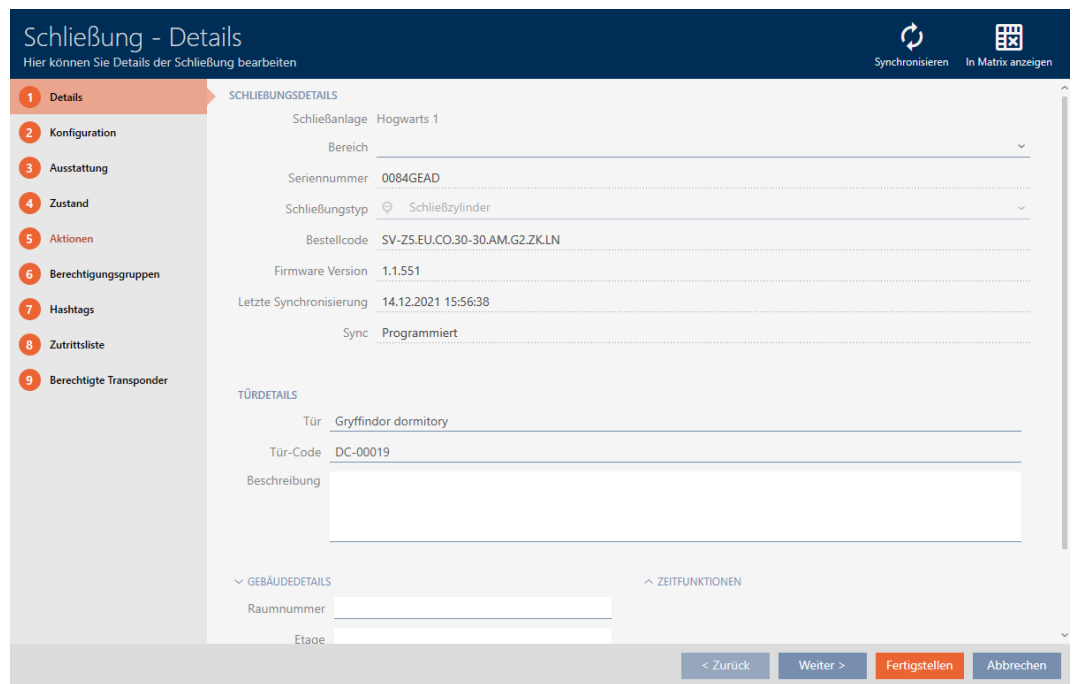 Schließung - Details
Hier können Sie Details der Schließung bearbeiten
Synchronisieren
In Matrix anzeigen
1 Details
2 Konfiguration
3 Ausstattung
4 Zustand
5 Aktionen
6 Berechtigungsgruppen
7 Hashtags
8 Zutrittsliste
9 Berechtigte Transponder
SCHLIEßUNGSDETAILS
Schließanlage Hogwarts 1
Bereich
Seriennummer 0084GEAD
Schließungstyp Schließzylinder
Bestellcode SV-Z5.EU.CO.30-30.AM.G2.ZK.LN
Firmware Version 1.1.551
Letzte Synchronisierung 14.12.2021 15:56:38
Sync Programmiert
TÜRDETAILS
Tür Gryffindor dormitory
Tür-Code DC-00019
Beschreibung
GEBÄUDEDETAILS
ZEITFUNKTIONEN
Raumnummer
Etage
< Zurück
Weiter >
Fertigstellen
Abbrechen